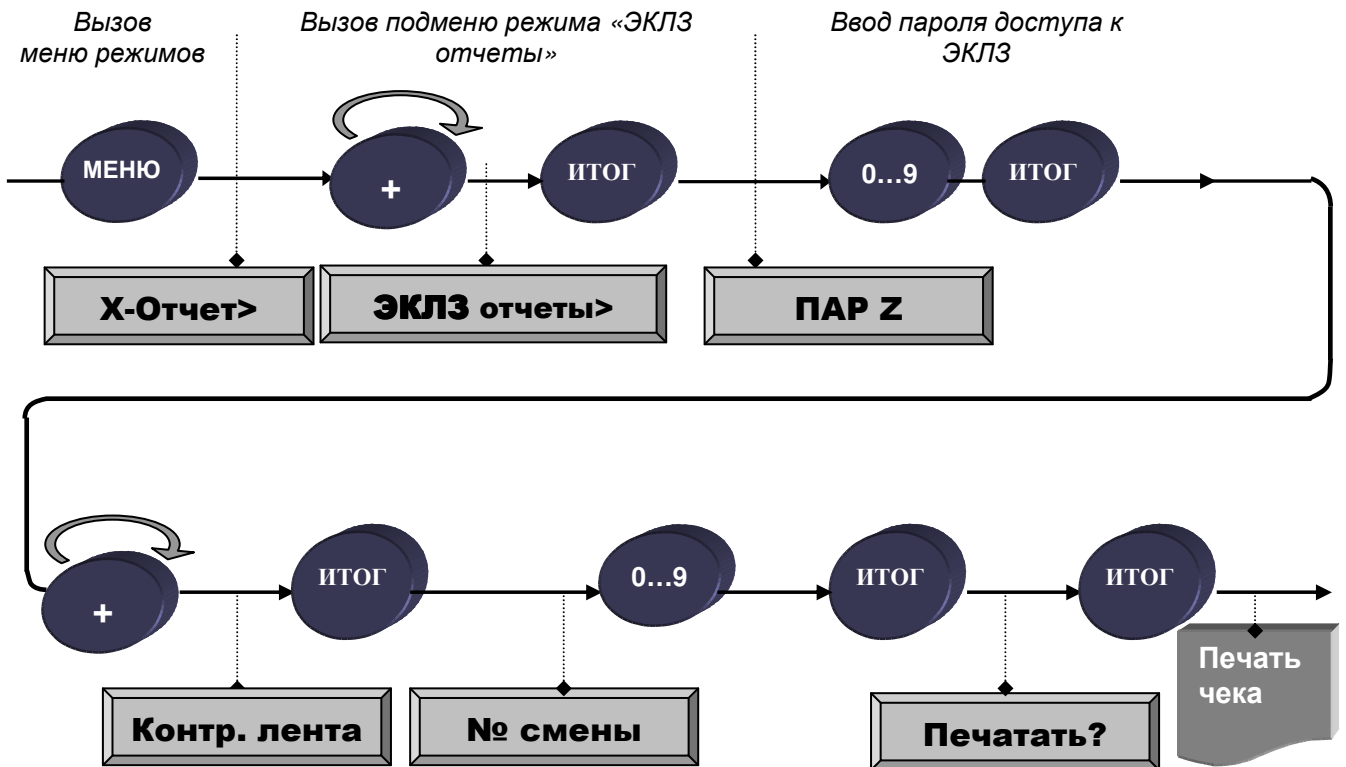 Вызов
меню режимов
Вызов подменю режима «ЭКЛЗ
отчеты»
Ввод пароля доступа к
ЭКЛЗ
МЕНЮ
+
ИТОГ
0...9
ИТОГ
X-Отчет>
ЭКЛЗ отчеты>
ПАР Z
+
ИТОГ
0...9
ИТОГ
ИТОГ
Контр. лента
№ смены
Печатать?
Печать
чека